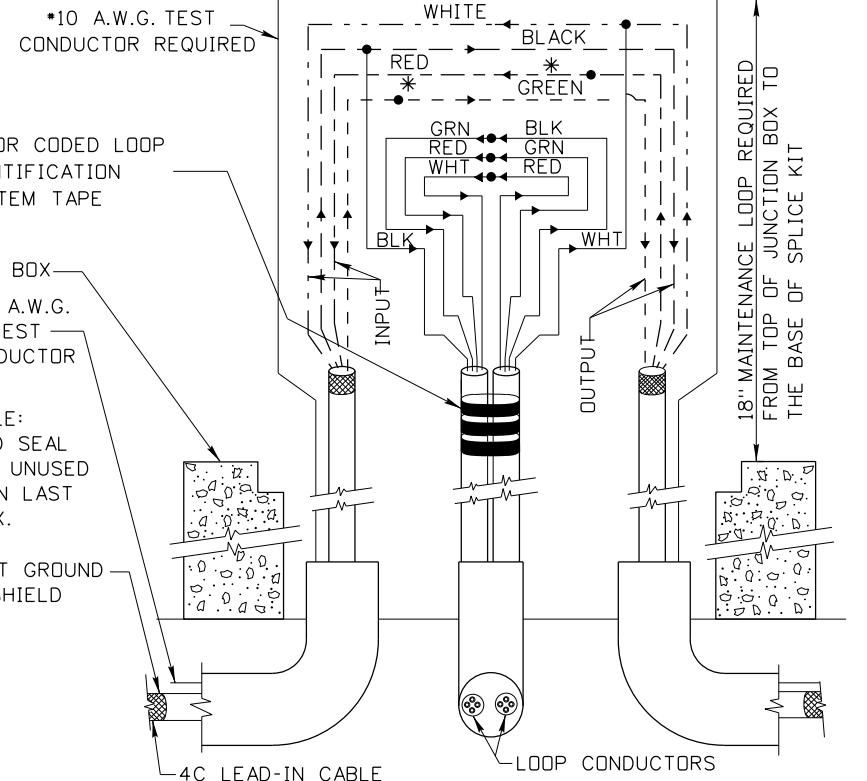 *10 A.W.G. TEST
CONDUCTOR REQUIRED
WHITE
BLACK
RED
*
*
GREEN
GRN
BLK
RED
GRN
WHT
RED
BLK
WHT
OR CODED LOOP
NTIFICATION
TEM TAPE
BOX
A.W.G.
EST
DUCTOR
INPUT
OUTPUT
18" MAINTENANCE LOOP REQUIRED
FROM TOP OF JUNCTION BOX TO
THE BASE OF SPLICE KIT
LE:
D SEAL
UNUSED
N LAST
X.
T GROUND
SHIELD
LOOP CONDUCTORS
4C LEAD-IN CABLE